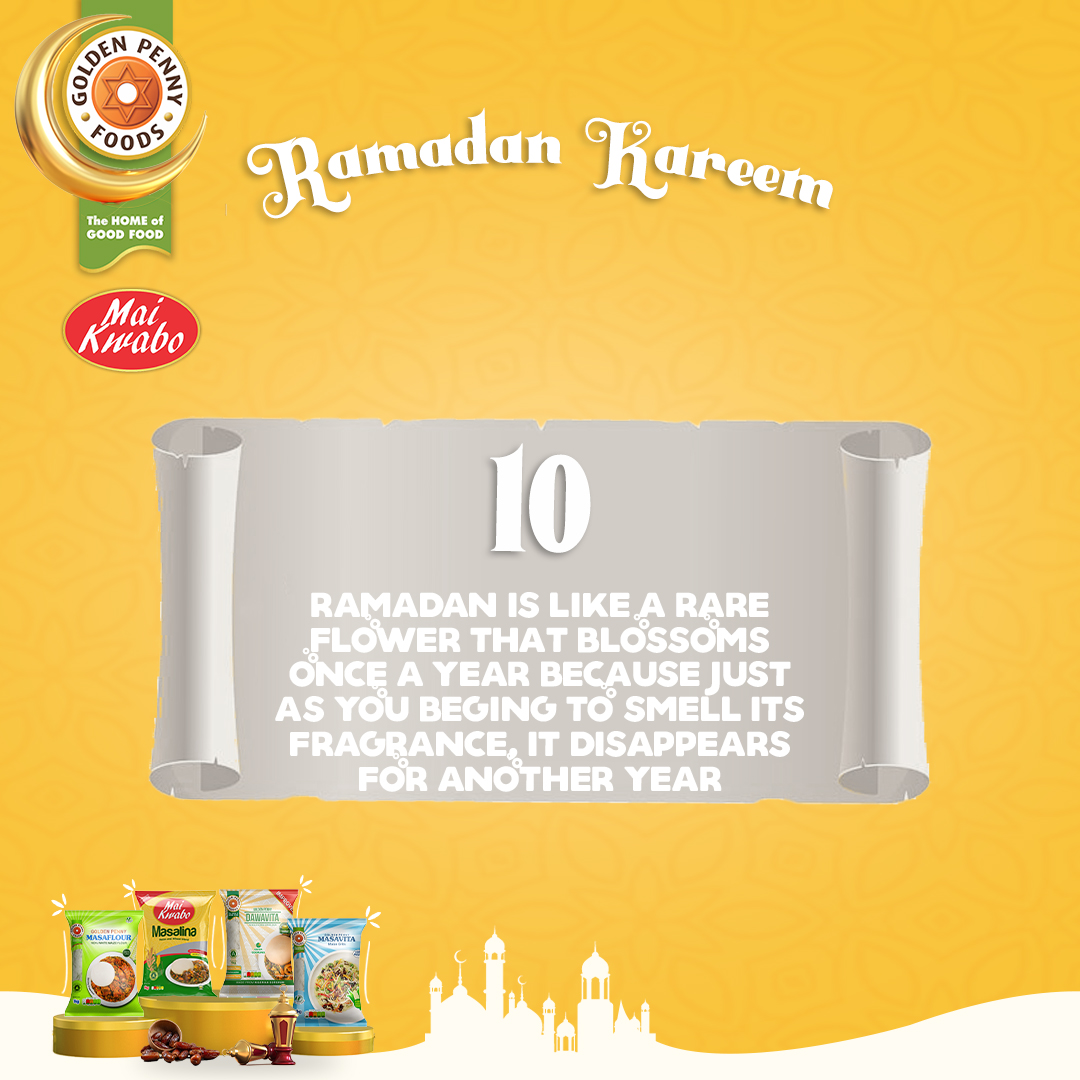 GOLDEN PENNY
FOODS
The HOME of
GOOD FOOD
Mai
Kwabo
Ramadan Kareem
10
RAMADAN IS LIKE A RARE
FLOWER THAT BLOSSOMS
ONCE A YEAR BECAUSE JUST
AS YOU BEGING TO SMELL ITS
FRAGRANCE, IT DISAPPEARS
FOR ANOTHER YEAR
GOLDEN PENNY
MASAFLOUR
Mai
Kwabo
Masalina
DAWAVITA
GOLDEN PENNY
MASAVITA